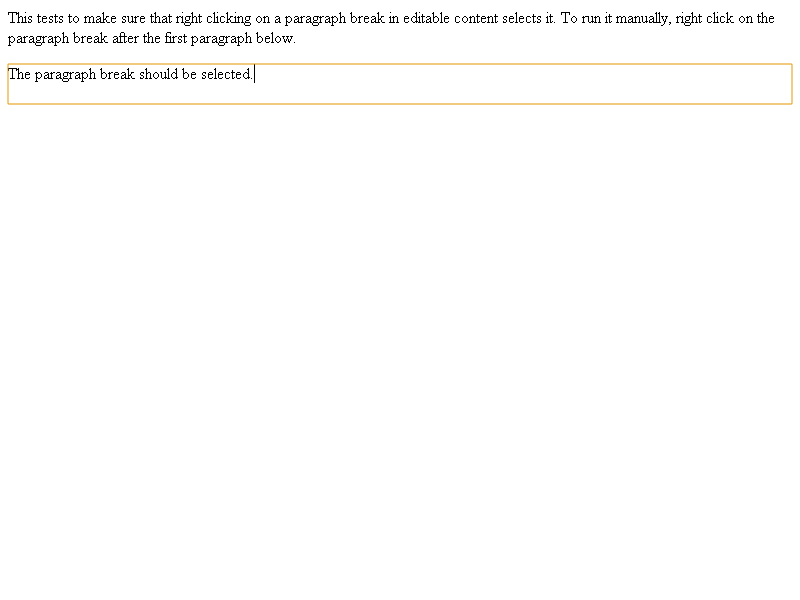 This tests to make sure that right clicking on a paragraph break in editable content selects it. To run it manually, right click on the
paragraph break after the first paragraph below.
The paragraph break should be selected.